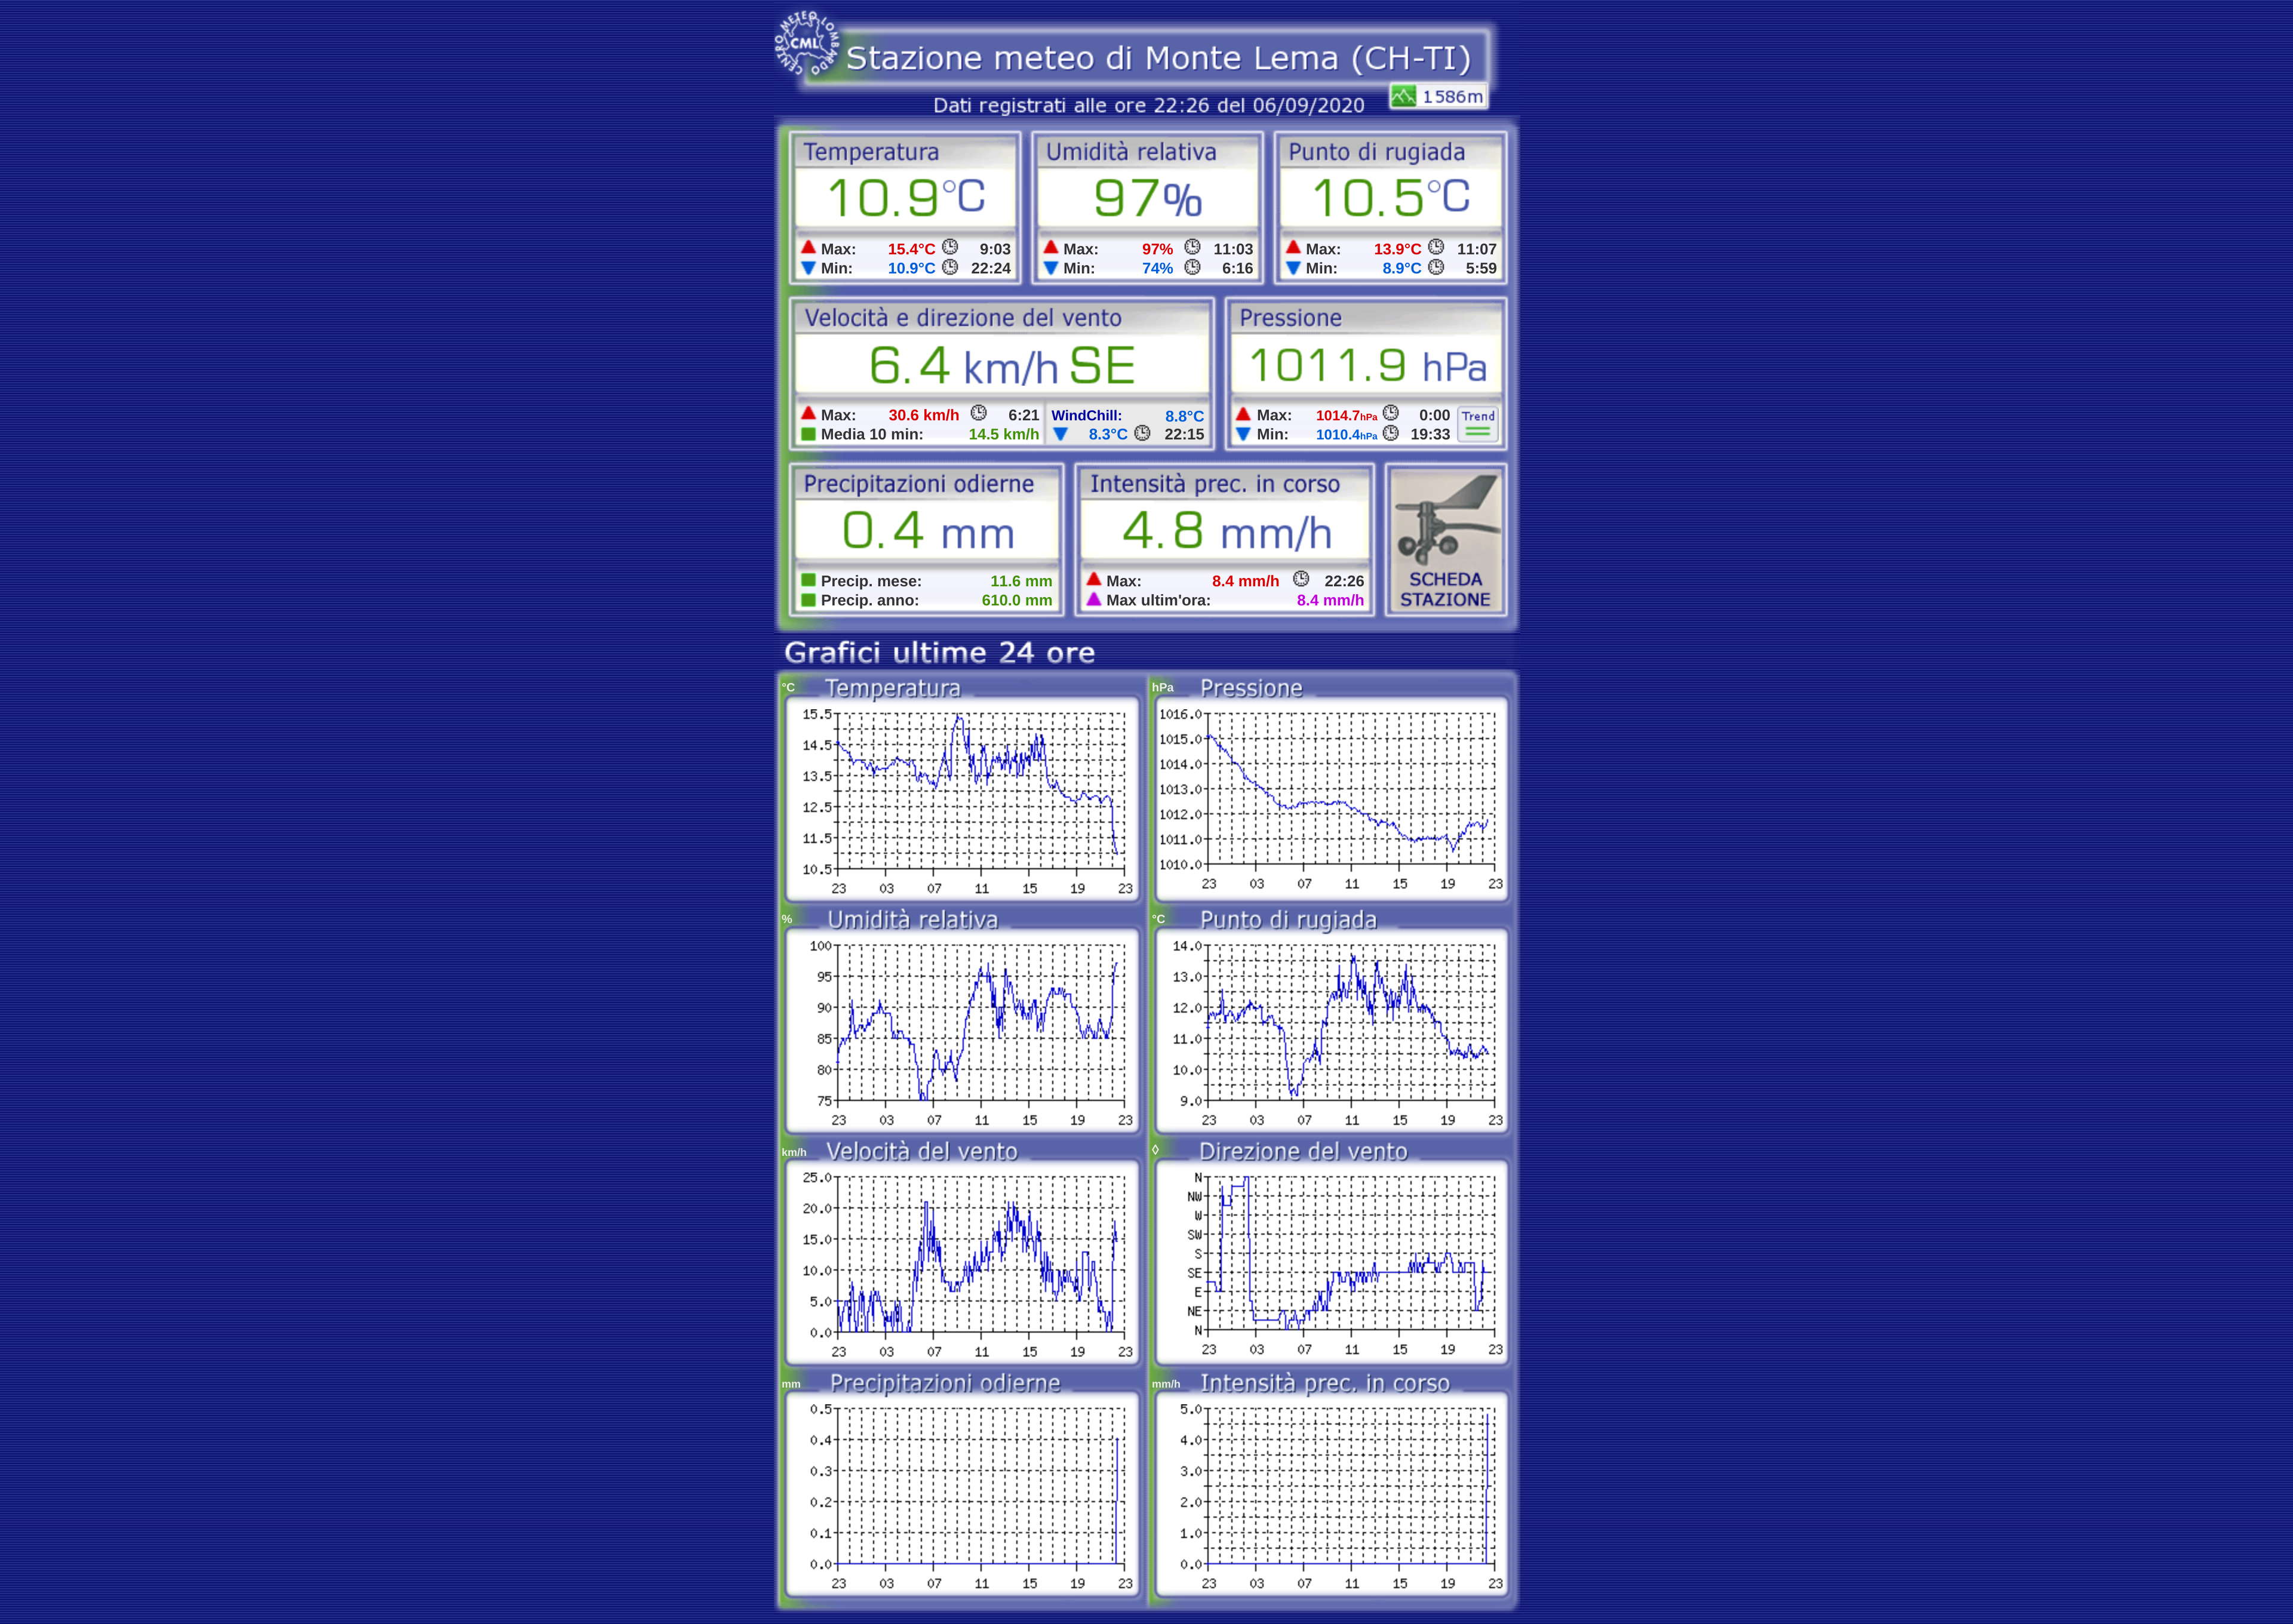 CENTRO METEO LOMBARDO
CML
Stazione meteo di Monte Lema (CH-TI)
1586m
Dati registrati alle ore 22:26 del 06/09/2020
Temperatura
10.9°C
Max: 15.4°C 9:03
Min: 10.9°C 22:24
Umidità relativa
97%
Max: 97% 11:03
Min: 74% 6:16
Punto di rugiada
10.5°C
Max: 13.9°C 11:07
Min: 8.9°C 5:59
Velocità e direzione del vento
6.4 km/h SE
Max: 30.6 km/h 6:21
Media 10 min: 14.5 km/h
WindChill: 8.8°C
8.3°C 22:15
Pressione
1011.9 hPa
Max: 1014.7hPa 0:00
Min: 1010.4hPa 19:33
Trend
Precipitazioni odierne
0.4 mm
Precip. mese: 11.6 mm
Precip. anno: 610.0 mm
Intensità prec. in corso
4.8 mm/h
Max: 8.4 mm/h 22:26
Max ultim'ora: 8.4 mm/h
SCHEDA
STAZIONE
Grafici ultime 24 ore
°C Temperatura
15.5
14.5
13.5
12.5
11.5
10.5
23 03 07 11 15 19 23
hPa Pressione
1016.0
1015.0
1014.0
1013.0
1012.0
1011.0
1010.0
23 03 07 11 15 19 23
% Umidità relativa
100
95
90
85
80
75
23 03 07 11 15 19 23
°C Punto di rugiada
14.0
13.0
12.0
11.0
10.0
9.0
23 03 07 11 15 19 23
km/h Velocità del vento
25.0
20.0
15.0
10.0
5.0
0.0
23 03 07 11 15 19 23
◊ Direzione del vento
N
NW
W
SW
S
SE
E
NE
N
23 03 07 11 15 19 23
mm Precipitazioni odierne
0.5
0.4
0.3
0.2
0.1
0.0
23 03 07 11 15 19 23
mm/h Intensità prec. in corso
5.0
4.0
3.0
2.0
1.0
0.0
23 03 07 11 15 19 23